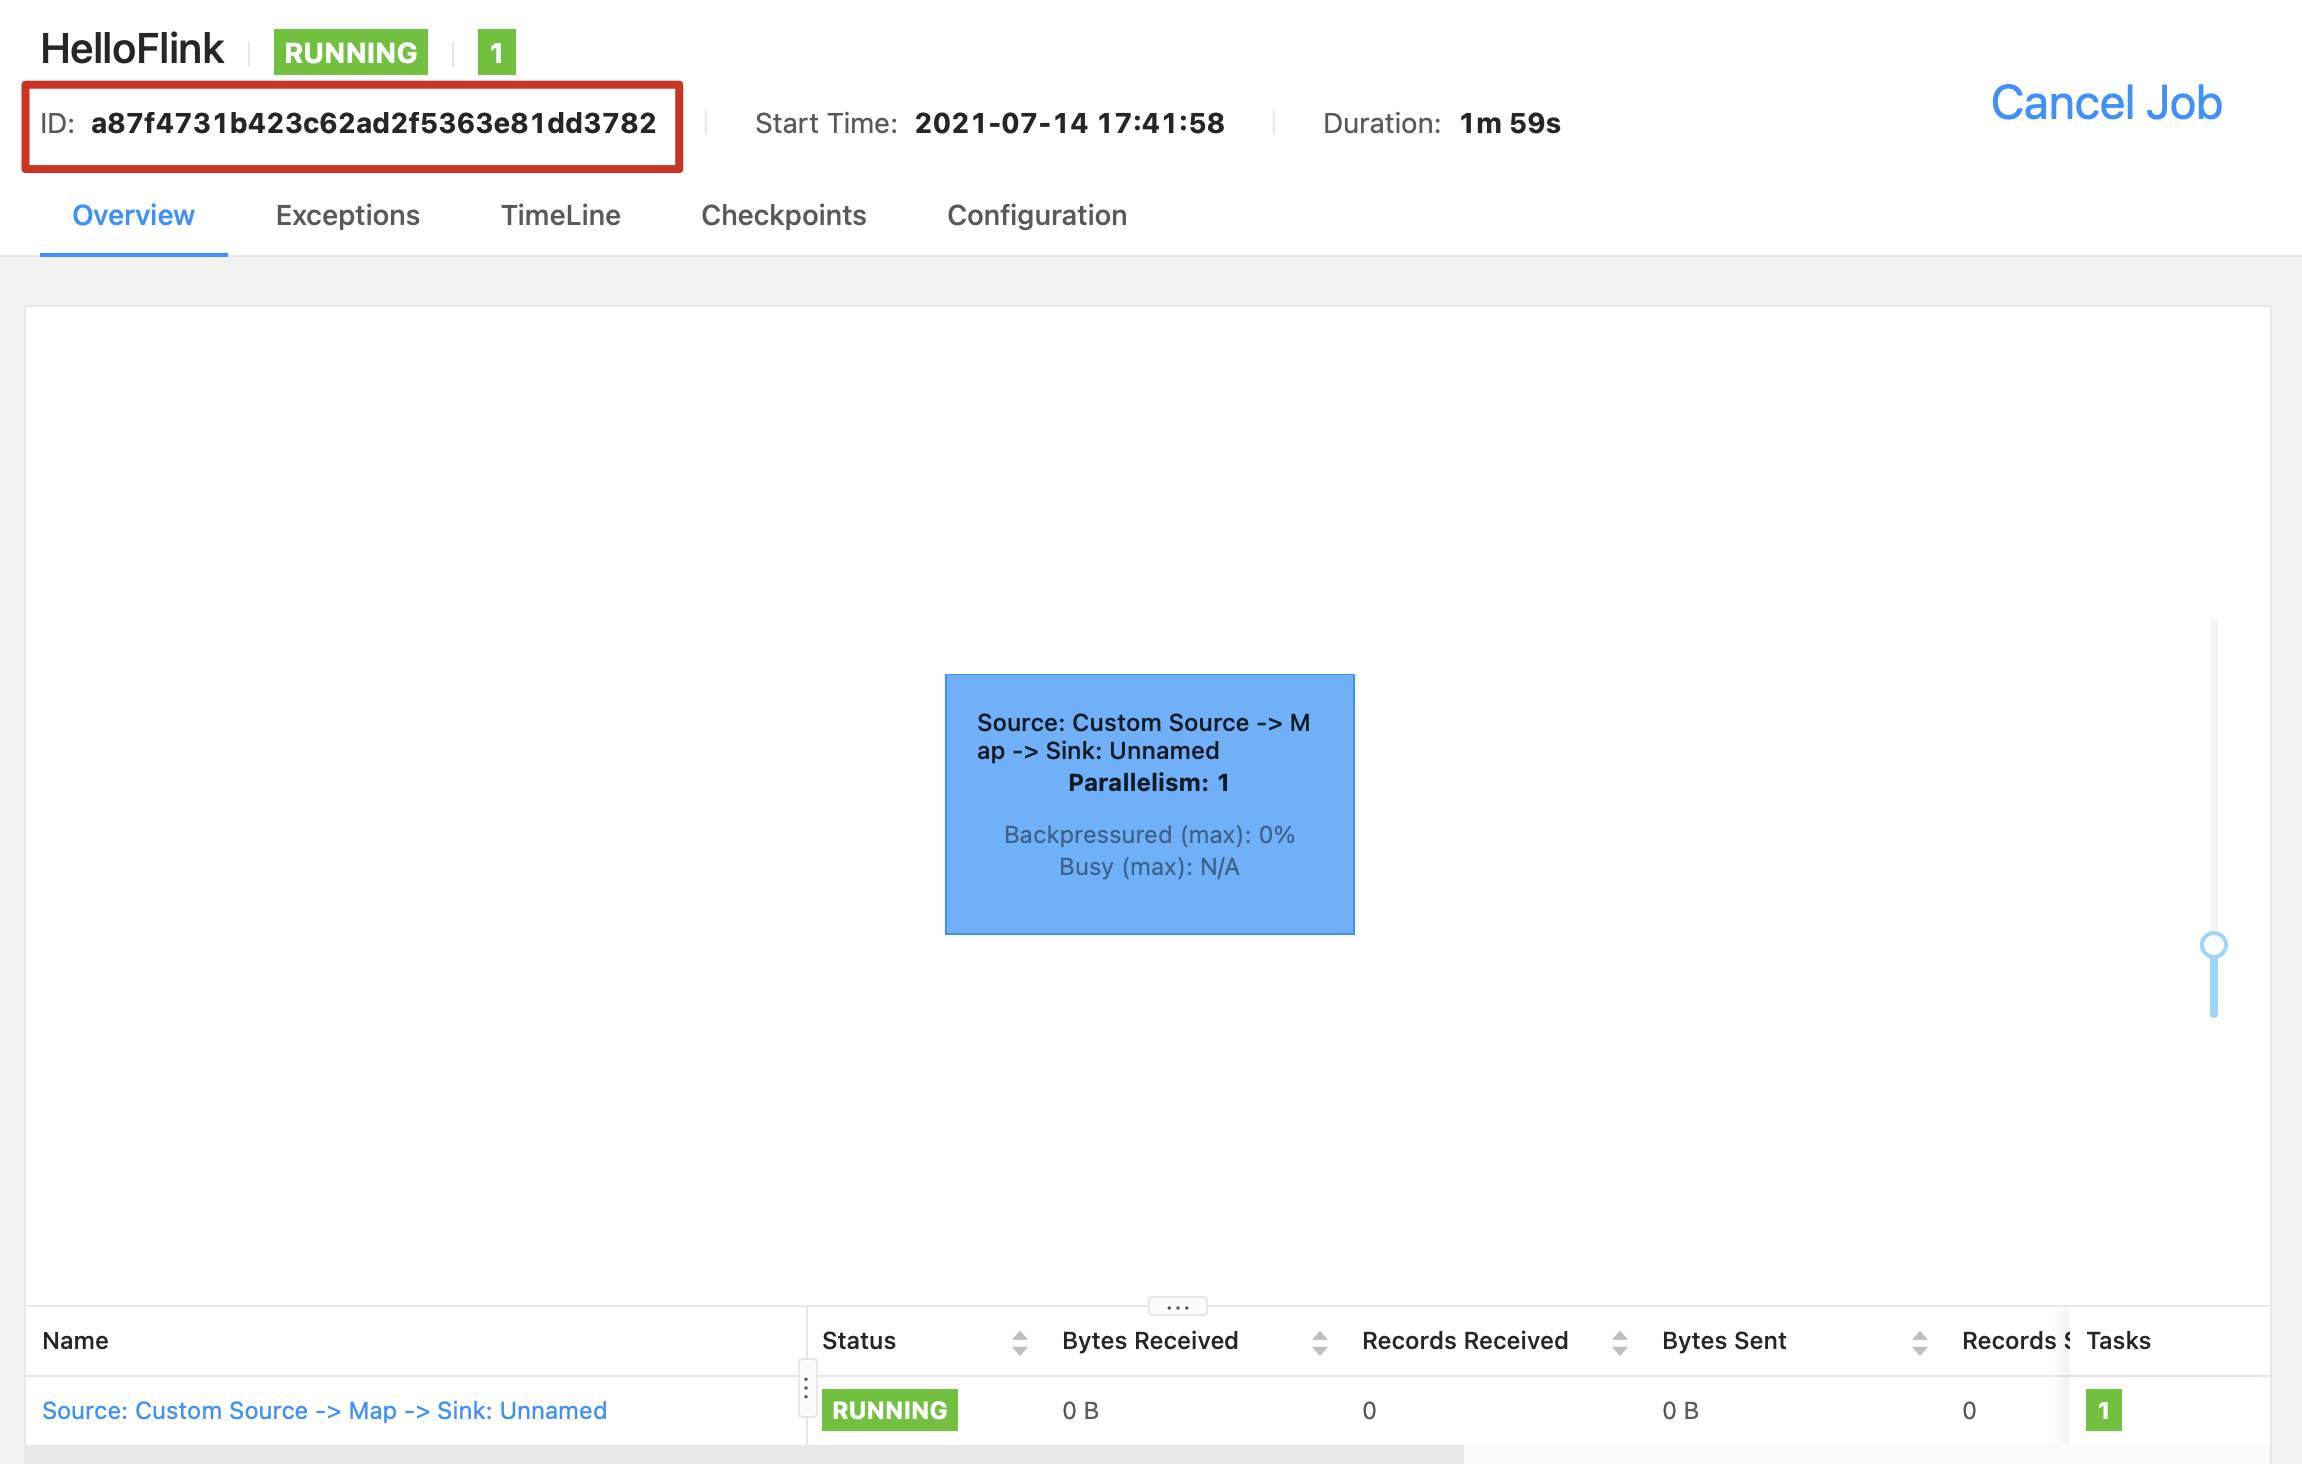 HelloFlink RUNNING 1
ID: a87f4731b423c62ad2f5363e81dd3782 Start Time: 2021-07-14 17:41:58 Duration: 1m 59s Cancel Job
Overview Exceptions TimeLine Checkpoints Configuration
Source: Custom Source -> M
ap -> Sink: Unnamed
Parallelism: 1
Backpressured (max): 0%
Busy (max): N/A
Name Status Bytes Received Records Received Bytes Sent Records Tasks
Source: Custom Source -> Map -> Sink: Unnamed RUNNING 0 B 0 0 B 0 1